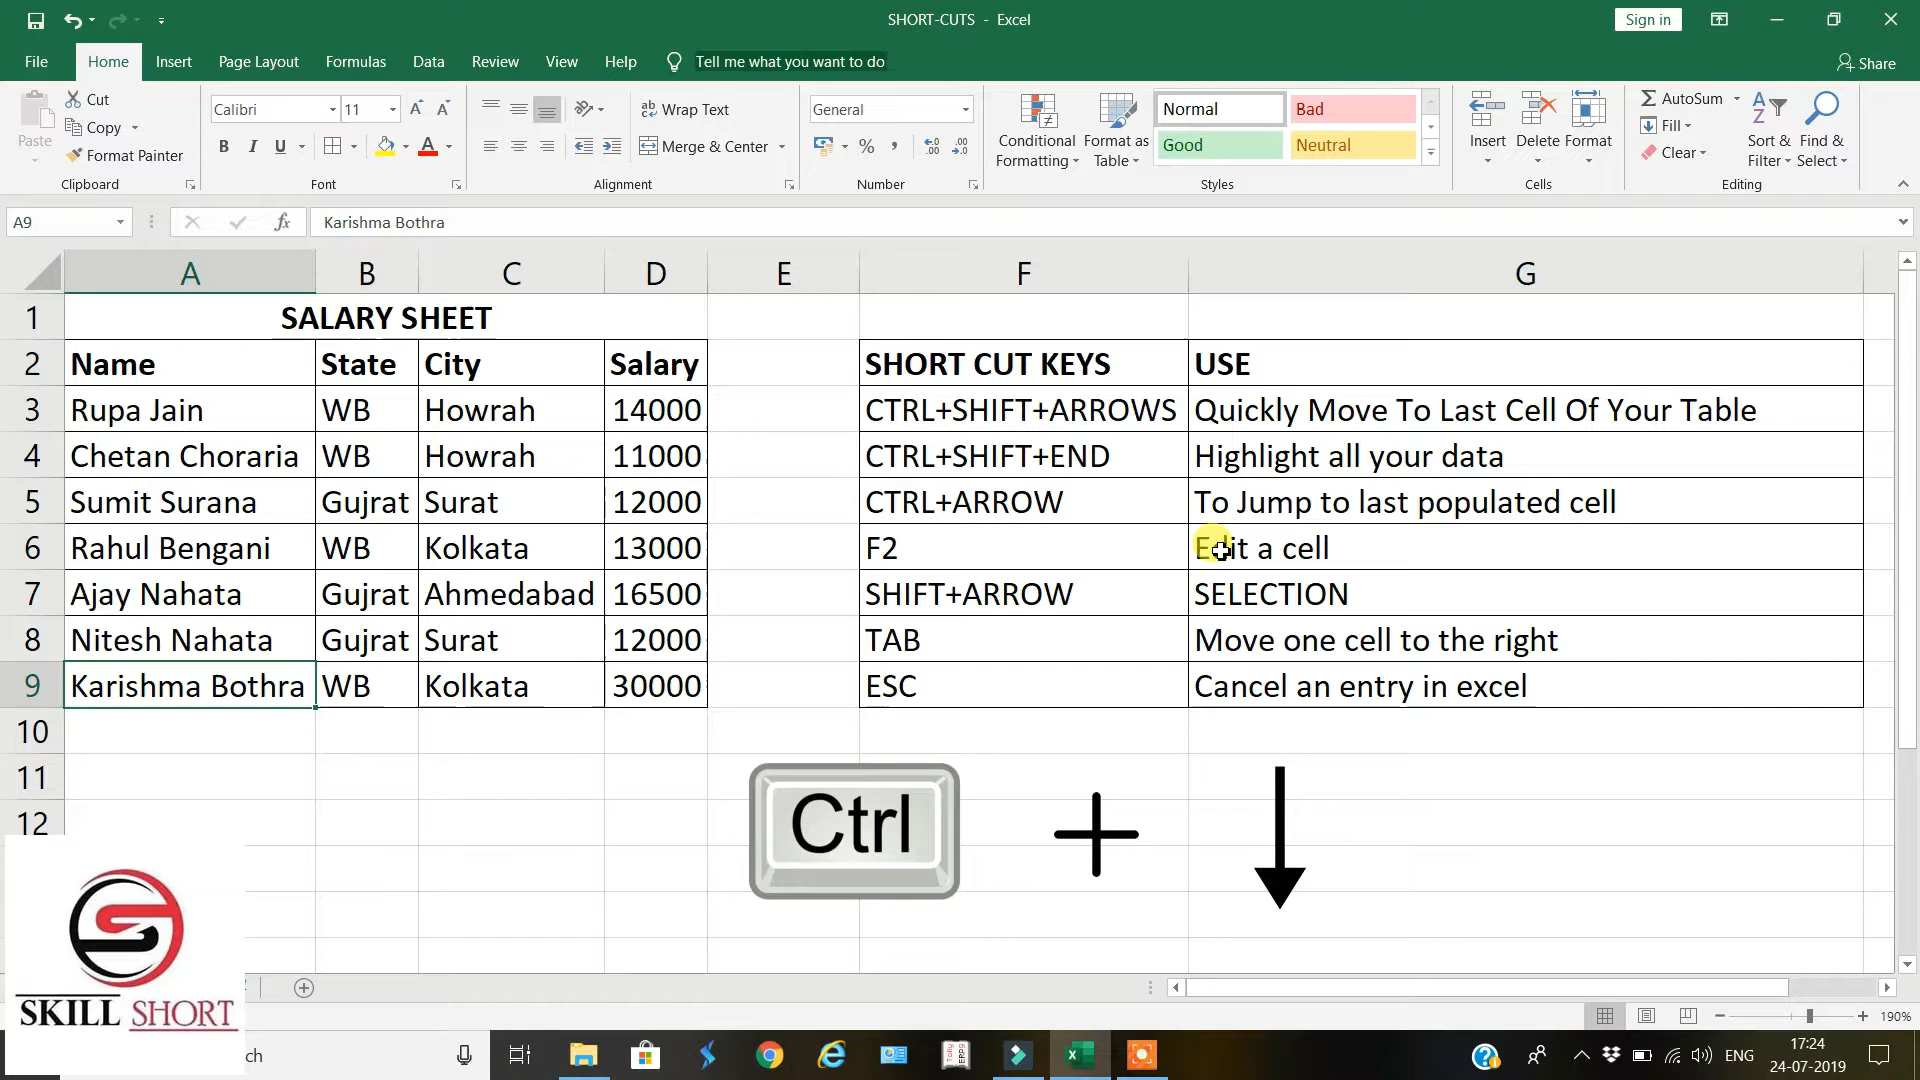 SHORT-CUTS - Excel
Sign in
File Home Insert Page Layout Formulas Data Review View Help Tell me what you want to do
Share
Paste
Cut
Copy
Format Painter
Clipboard
Calibri 11
B I U
Font
Wrap Text
Merge & Center
Alignment
General
%
Number
Conditional Formatting
Format as Table
Normal Bad
Good Neutral
Styles
Insert Delete Format
Cells
AutoSum
Fill
Clear
Sort & Filter
Find & Select
Editing
A9 fx Karishma Bothra
A B C D E F G
1 SALARY SHEET
2 Name State City Salary SHORT CUT KEYS USE
3 Rupa Jain WB Howrah 14000 CTRL+SHIFT+ARROWS Quickly Move To Last Cell Of Your Table
4 Chetan Choraria WB Howrah 11000 CTRL+SHIFT+END Highlight all your data
5 Sumit Surana Gujrat Surat 12000 CTRL+ARROW To Jump to last populated cell
6 Rahul Bengani WB Kolkata 13000 F2 Edit a cell
7 Ajay Nahata Gujrat Ahmedabad 16500 SHIFT+ARROW SELECTION
8 Nitesh Nahata Gujrat Surat 12000 TAB Move one cell to the right
9 Karishma Bothra WB Kolkata 30000 ESC Cancel an entry in excel
10
11
12
Ctrl +
SKILL SHORT
190%
ch
ENG
17:24
24-07-2019